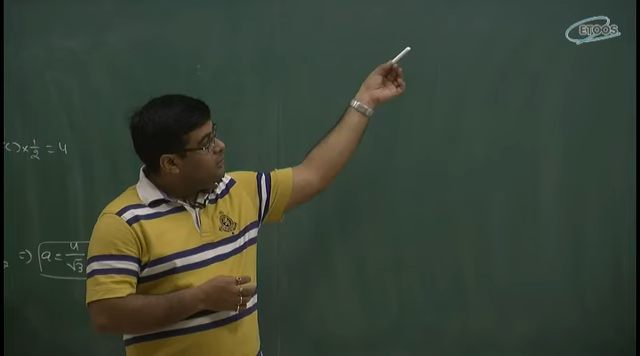 ETOOS
c) × 1/2 = 4
=) a = 4/√3